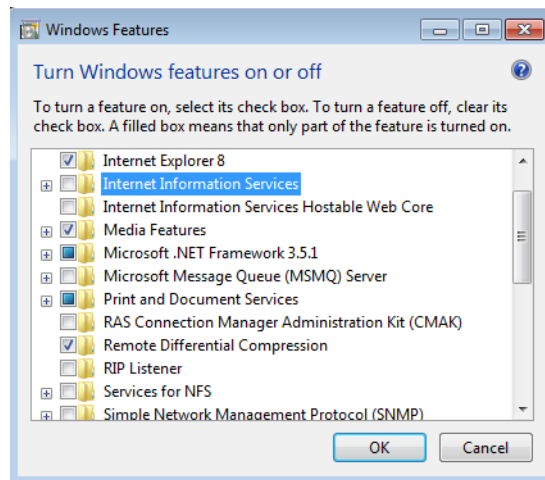 Windows Features
Turn Windows features on or off
To turn a feature on, select its check box. To turn a feature off, clear its
check box. A filled box means that only part of the feature is turned on.
Internet Explorer 8
Internet Information Services
Internet Information Services Hostable Web Core
Media Features
Microsoft .NET Framework 3.5.1
Microsoft Message Queue (MSMQ) Server
Print and Document Services
RAS Connection Manager Administration Kit (CMAK)
Remote Differential Compression
RIP Listener
Services for NFS
Simple Network Management Protocol (SNMP)
OK Cancel